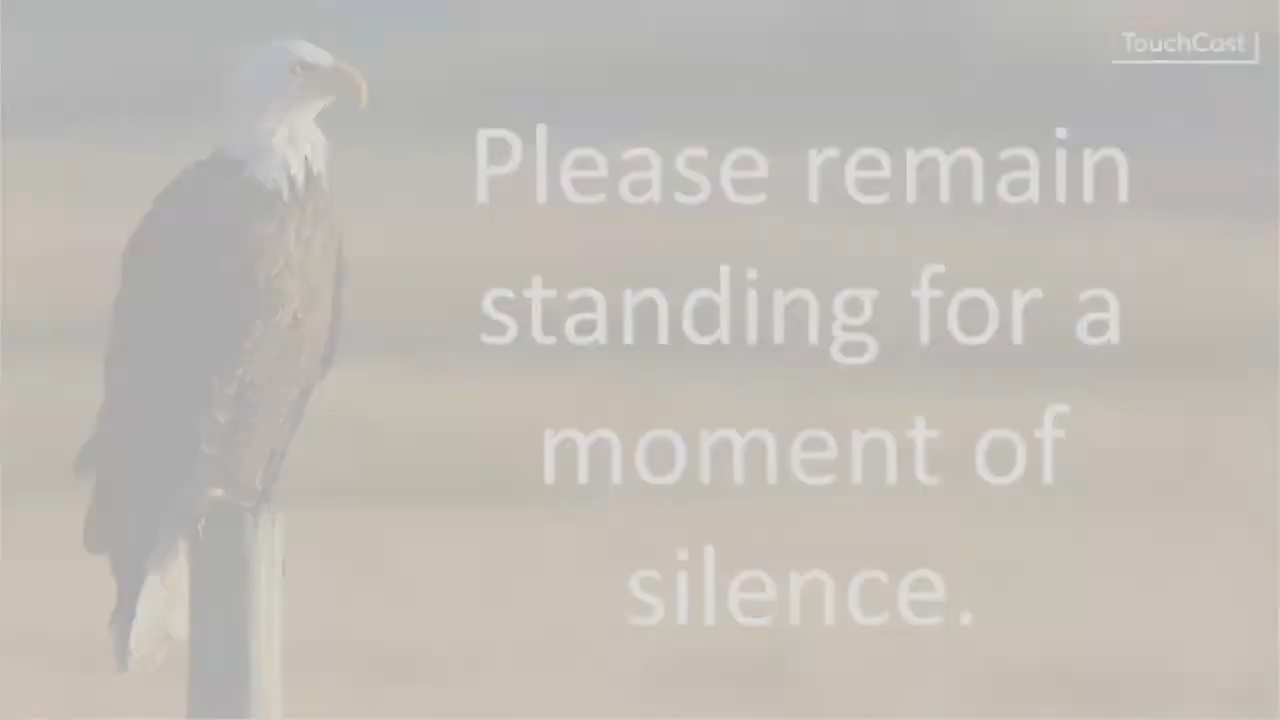 TouchCast
Please remain
standing for a
moment of
silence.